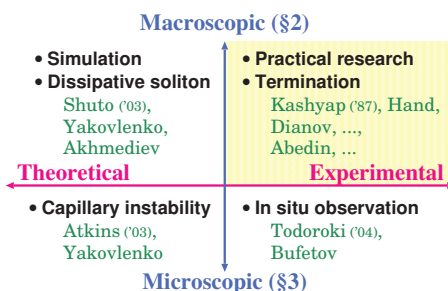 Macroscopic (§2)
• Simulation
• Dissipative soliton
Shuto ('03),
Yakovlenko,
Akhmediev
• Practical research
• Termination
Kashyap ('87), Hand,
Dianov, ...,
Abedin, ...
Theoretical
Experimental
• Capillary instability
Atkins ('03),
Yakovlenko
• In situ observation
Todoroki ('04),
Bufetov
Microscopic (§3)